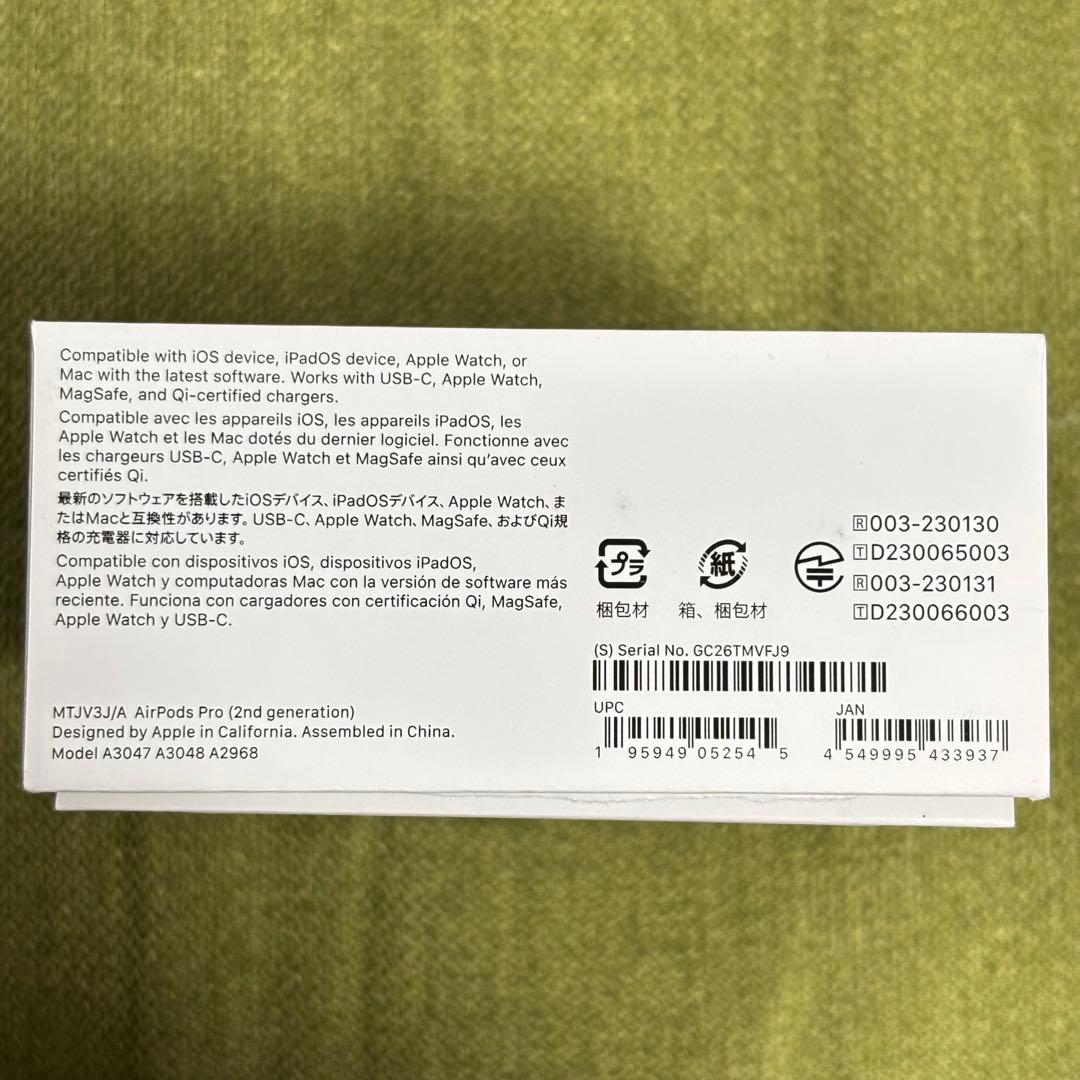 Compatible with iOS device, iPadOS device, Apple Watch, or
Mac with the latest software. Works with USB-C, Apple Watch,
MagSafe, and Qi-certified chargers.
Compatible avec les appareils iOS, les appareils iPadOS, les
Apple Watch et les Mac dotés du dernier logiciel. Fonctionne avec
les chargeurs USB-C, Apple Watch et MagSafe ainsi qu'avec ceux
certifiés Qi.
最新のソフトウェアを搭載したiOSデバイス、iPadOSデバイス、Apple Watch、ま
たはMacと互換性があります。USB-C、Apple Watch、MagSafe、およびQi規
格の充電器に対応しています。
Compatible con dispositivos iOS, dispositivos iPadOS,
Apple Watch y computadoras Mac con la versión de software más
reciente. Funciona con cargadores con certificación Qi, MagSafe,
Apple Watch y USB-C.
MTJV3J/A AirPods Pro (2nd generation)
Designed by Apple in California. Assembled in China.
Model A3047 A3048 A2968
プラ
梱包材
紙
箱、梱包材
R 003-230130
T D230065003
R 003-230131
T D230066003
(S) Serial No. GC26TMVFJ9
UPC
1 95949 05254 5
JAN
4 549995 433937